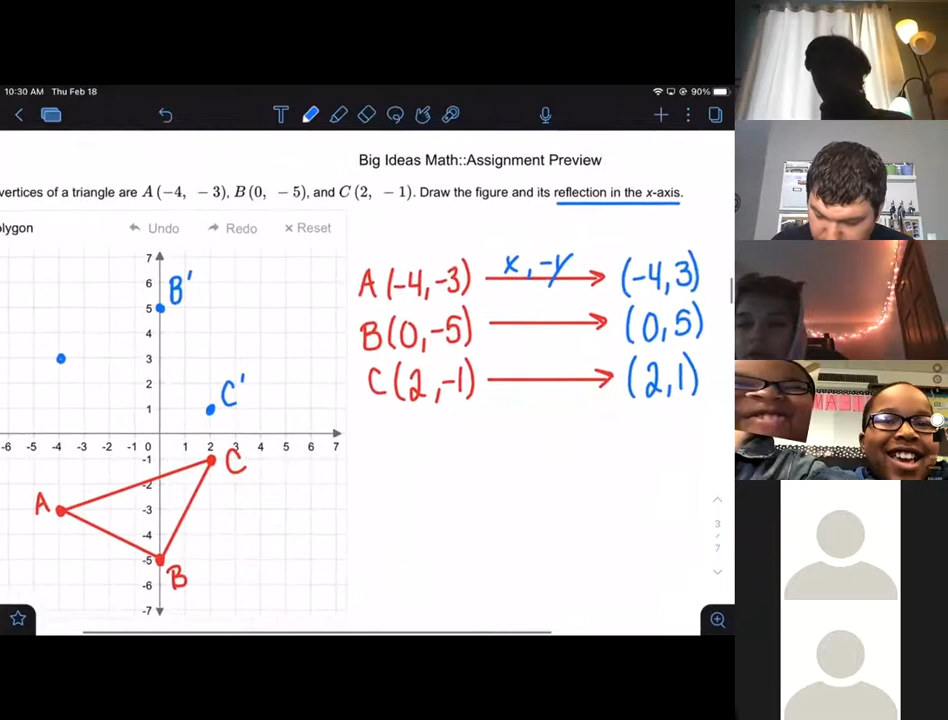 10:30 AM Thu Feb 18
90%
Big Ideas Math::Assignment Preview
vertices of a triangle are A(−4, −3), B(0, −5), and C(2, −1). Draw the figure and its reflection in the x-axis.
olygon
Undo
Redo
× Reset
A(-4,-3) x,-y (-4,3)
B(0,-5) (0,5)
C(2,-1) (2,1)
7
6
B'
5
4
3
2
C'
1
-6 -5 -4 -3 -2 -1 0 1 2 3 4 5 6 7
-1
C
-2
A
-3
-4
-5
B
-6
-7
3
/
7